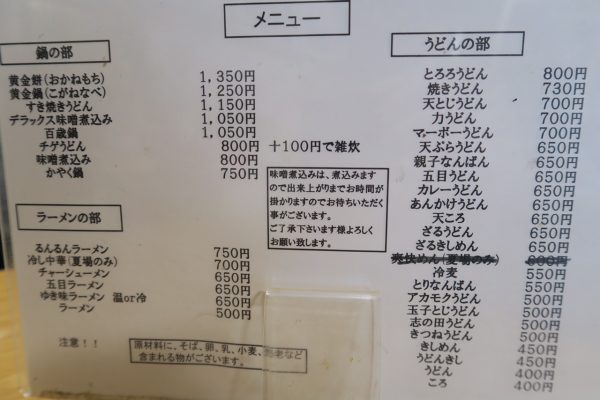 メニュー
鍋の部
黄金餅(おかねもち) 1,350円
黄金鍋(こがねなべ) 1,250円
すき焼きうどん 1,150円
デラックス味噌煮込み 1,050円
百歳鍋 1,050円
チゲうどん 800円 +100円で雑炊
味噌煮込み 800円
かやく鍋 750円
味噌煮込みは、煮込みます
ので出来上がりまでお時間が
掛かりますのでお待ちいただく
事がございます。
ご了承下さいます様よろしく
お願い致します。
ラーメンの部
るんるんラーメン 750円
冷し中華(夏場のみ) 700円
チャーシューメン 650円
五目ラーメン 650円
ゆき味ラーメン 温or冷 650円
ラーメン 500円
注意!!
原材料に、そば、卵、乳、小麦、海老など
含まれる物がございます。
うどんの部
とろろうどん 800円
焼きうどん 730円
天とじうどん 700円
力うどん 700円
マーボーうどん 700円
天ぷらうどん 650円
親子なんばん 650円
五目うどん 650円
カレーうどん 650円
あんかけうどん 650円
天ころ 650円
ざるうどん 650円
ざるきしめん 650円
爽快めん(夏場のみ) 600円
冷麦 550円
とりなんばん 550円
アカモクうどん 500円
玉子とじうどん 500円
志の田うどん 500円
きつねうどん 500円
きしめん 450円
うどんきし 450円
うどん 400円
ころ 400円